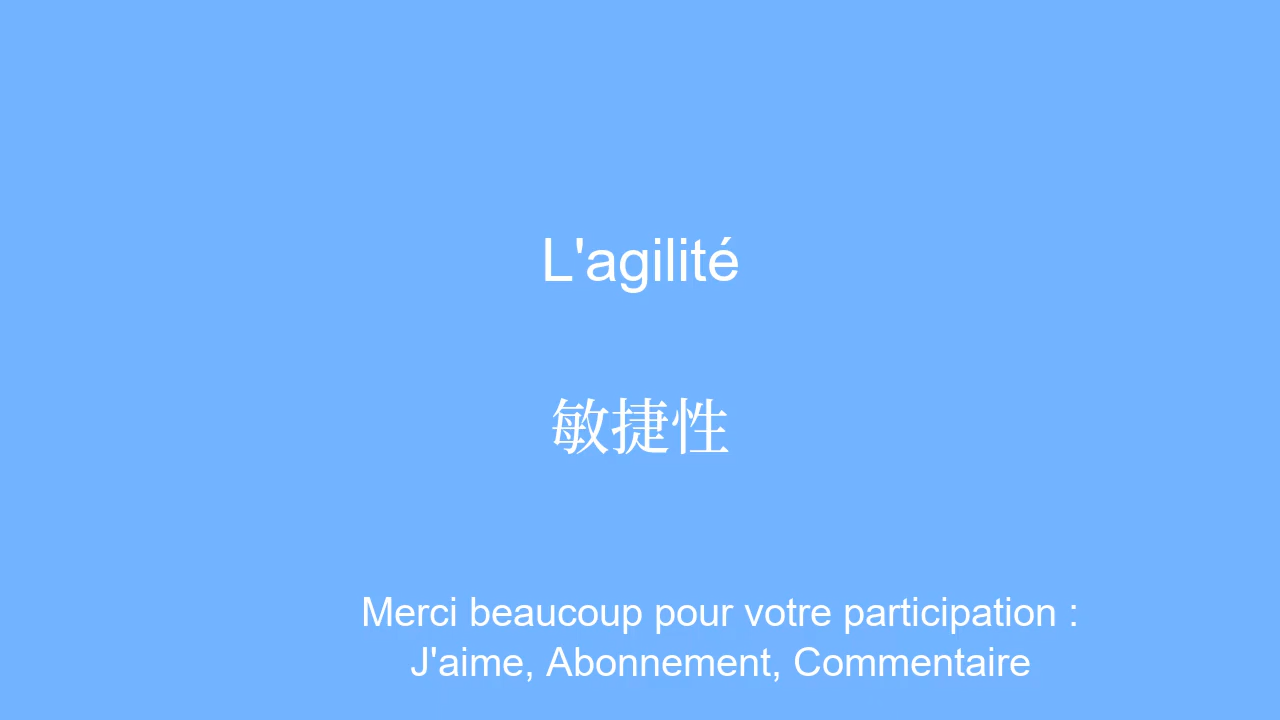 L'agilité
敏捷性
Merci beaucoup pour votre participation :
J'aime, Abonnement, Commentaire